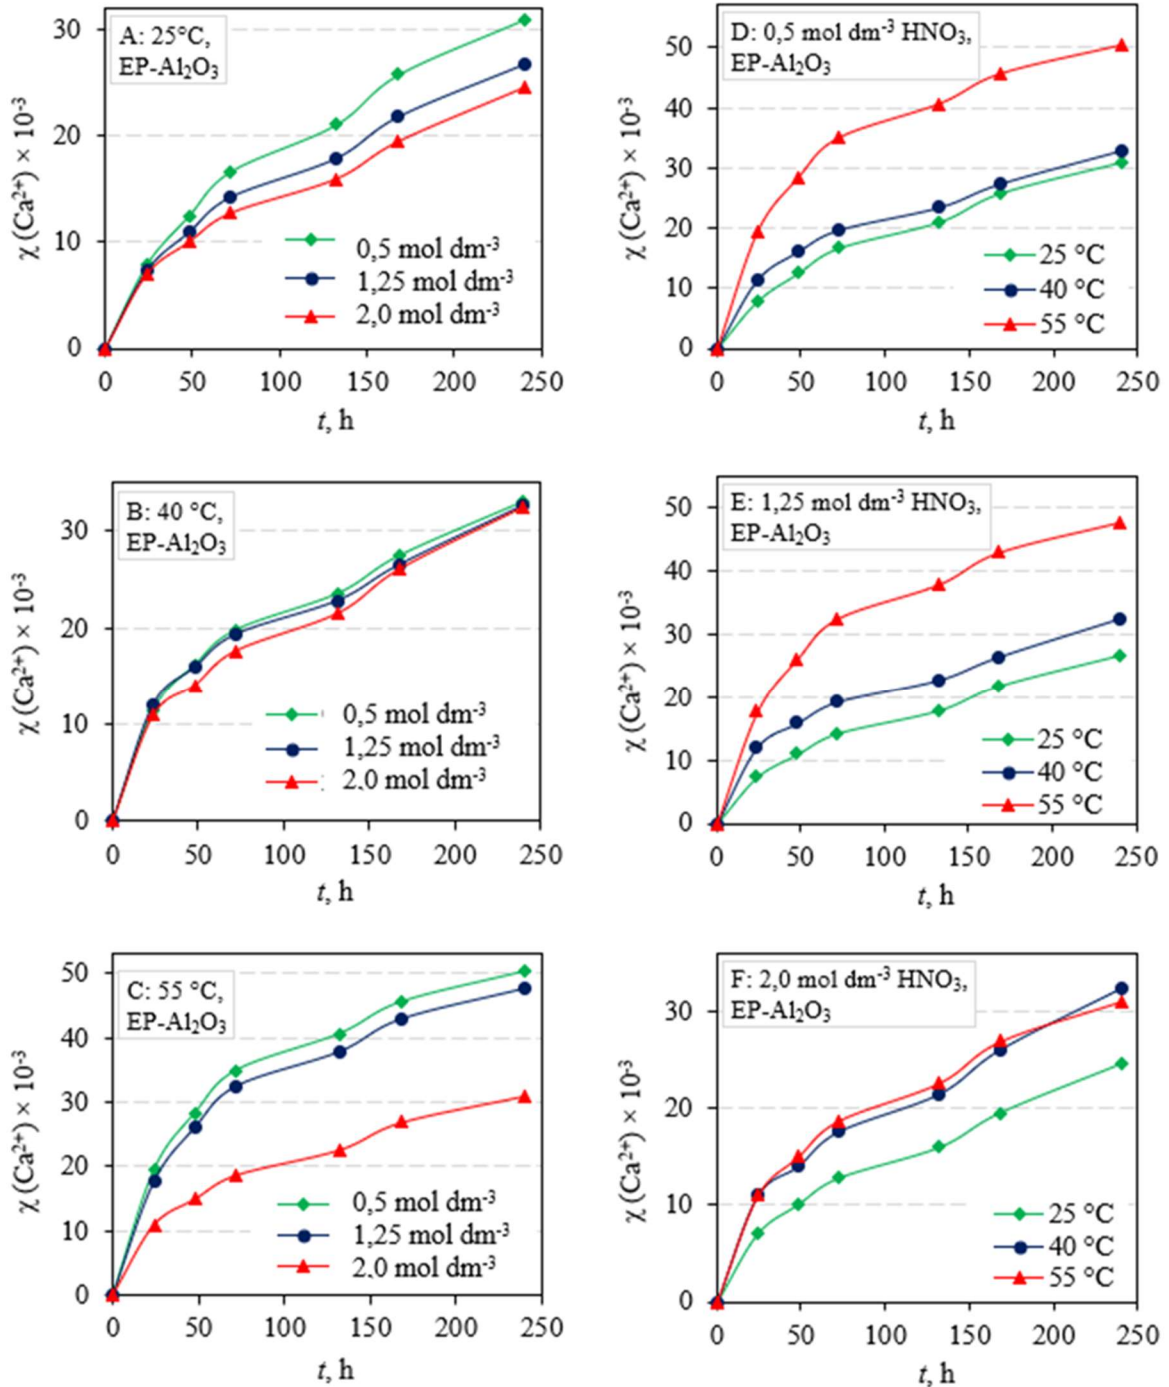 A: 25°C,
EP-Al₂O₃
χ (Ca²⁺) × 10⁻³
30
20
10
0
0,5 mol dm⁻³
1,25 mol dm⁻³
2,0 mol dm⁻³
0 50 100 150 200 250
t, h
D: 0,5 mol dm⁻³ HNO₃,
EP-Al₂O₃
χ (Ca²⁺) × 10⁻³
50
40
30
20
10
0
25 °C
40 °C
55 °C
0 50 100 150 200 250
t, h
B: 40 °C,
EP-Al₂O₃
χ (Ca²⁺) × 10⁻³
30
20
10
0
0,5 mol dm⁻³
1,25 mol dm⁻³
2,0 mol dm⁻³
0 50 100 150 200 250
t, h
E: 1,25 mol dm⁻³ HNO₃,
EP-Al₂O₃
χ (Ca²⁺) × 10⁻³
50
40
30
20
10
0
25 °C
40 °C
55 °C
0 50 100 150 200 250
t, h
C: 55 °C,
EP-Al₂O₃
χ (Ca²⁺) × 10⁻³
50
40
30
20
10
0
0,5 mol dm⁻³
1,25 mol dm⁻³
2,0 mol dm⁻³
0 50 100 150 200 250
t, h
F: 2,0 mol dm⁻³ HNO₃,
EP-Al₂O₃
χ (Ca²⁺) × 10⁻³
30
20
10
0
25 °C
40 °C
55 °C
0 50 100 150 200 250
t, h